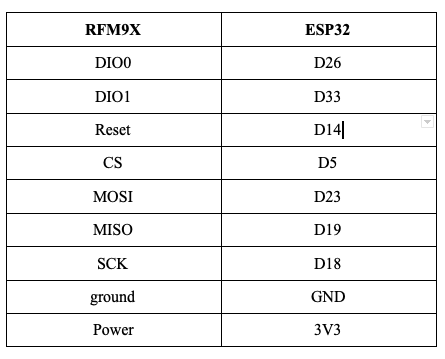 RFM9X ESP32
DIO0 D26
DIO1 D33
Reset D14
CS D5
MOSI D23
MISO D19
SCK D18
ground GND
Power 3V3